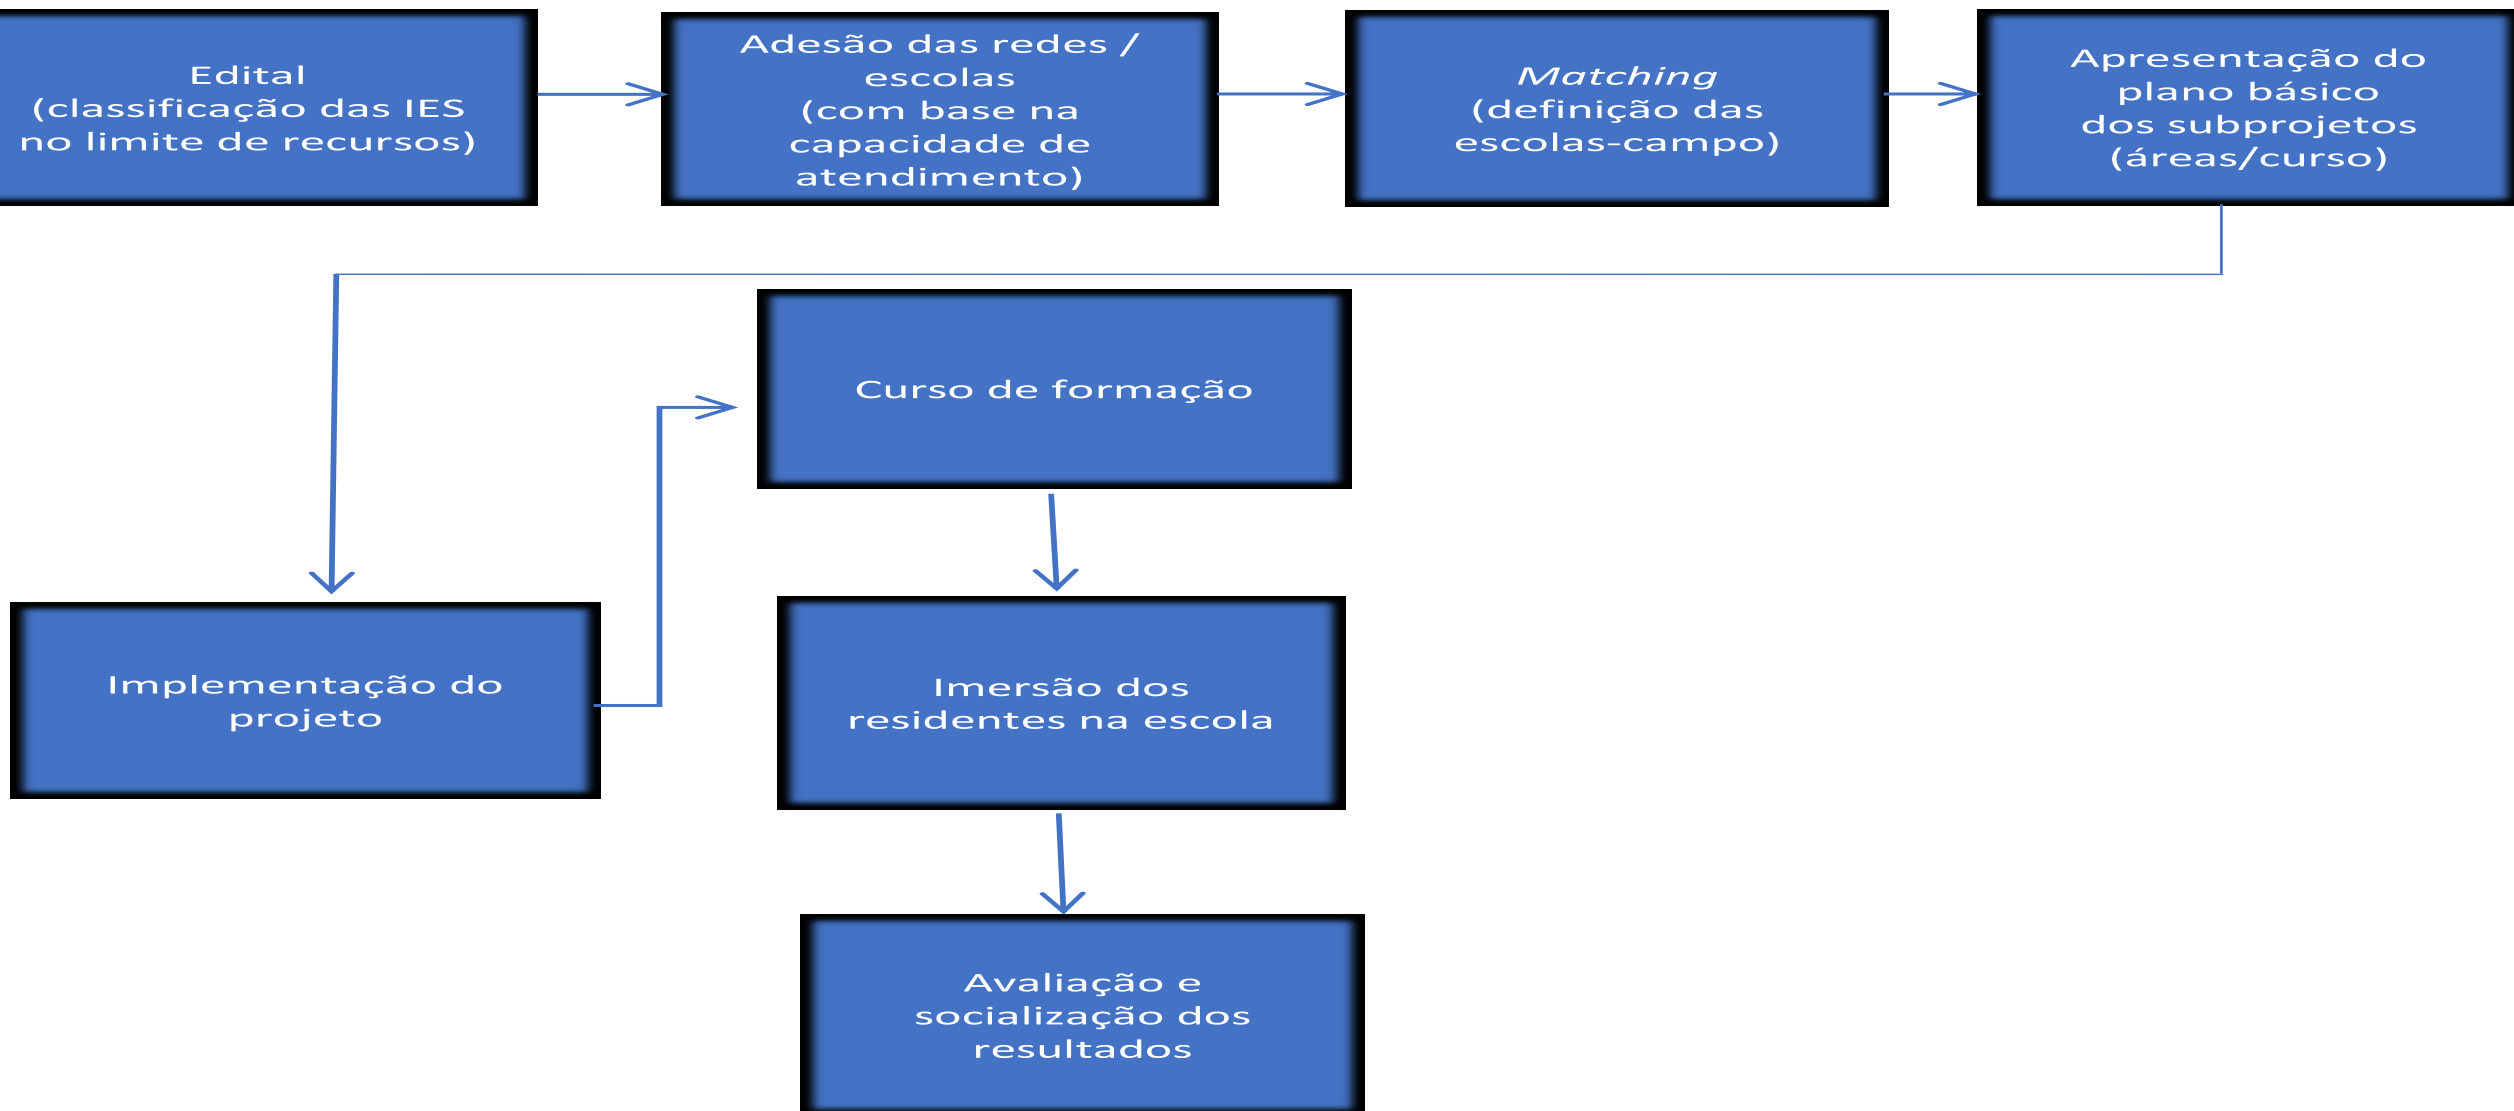 Edital
(classificação das IES
no limite de recursos)
Adesão das redes /
escolas
(com base na
capacidade de
atendimento)
Matching
(definição das
escolas-campo)
Apresentação do
plano básico
dos subprojetos
(áreas/curso)
Curso de formação
Implementação do
projeto
Imersão dos
residentes na escola
Avaliação e
socialização dos
resultados